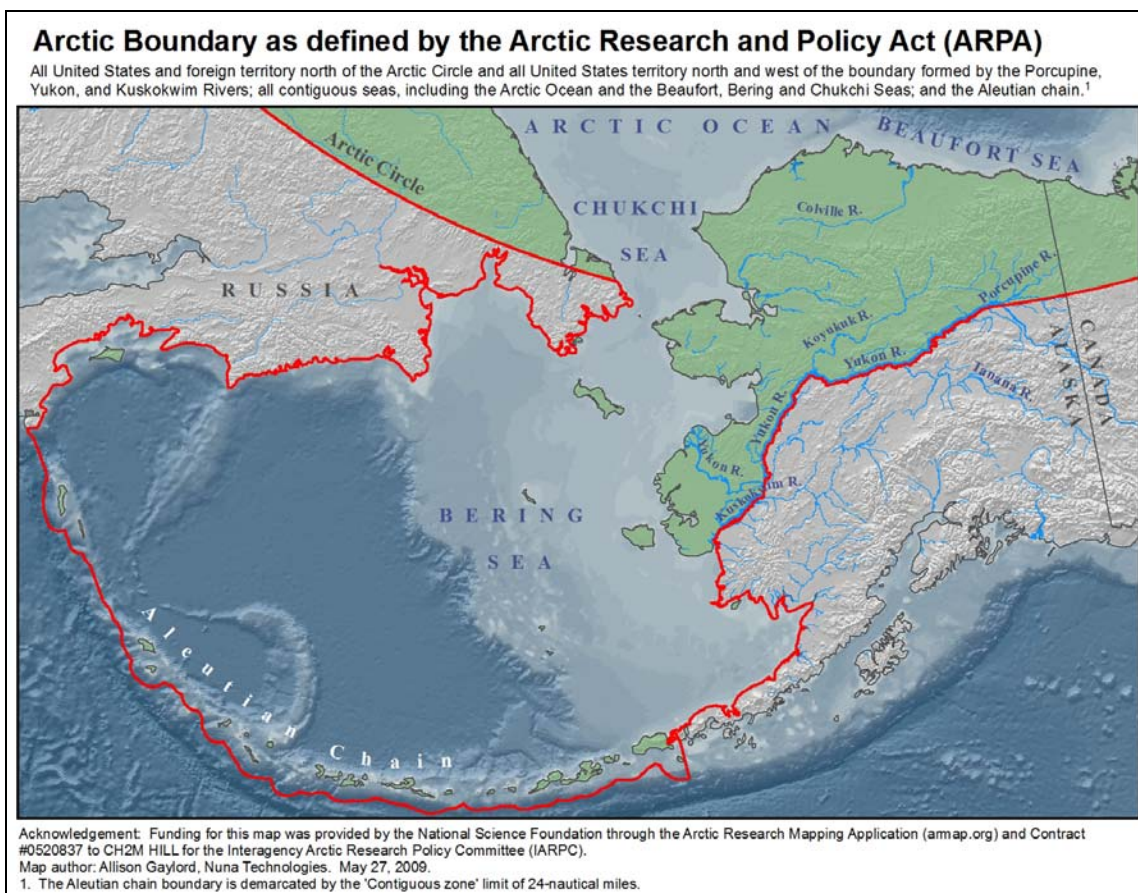 Arctic Boundary as defined by the Arctic Research and Policy Act (ARPA)
All United States and foreign territory north of the Arctic Circle and all United States territory north and west of the boundary formed by the Porcupine,
Yukon, and Kuskokwim Rivers; all contiguous seas, including the Arctic Ocean and the Beaufort, Bering and Chukchi Seas; and the Aleutian chain.1
ARCTIC OCEAN
BEAUFORT SEA
Arctic Circle
CHUKCHI
SEA
Colville R.
RUSSIA
Porcupine R.
Koyukuk R.
Yukon R.
CANADA
ALASKA
Tanana R.
Yukon R.
Yukon R.
Kuskokwim R.
BERING
SEA
Aleutian
Chain
Acknowledgement: Funding for this map was provided by the National Science Foundation through the Arctic Research Mapping Application (armap.org) and Contract
#0520837 to CH2M HILL for the Interagency Arctic Research Policy Committee (IARPC).
Map author: Allison Gaylord, Nuna Technologies. May 27, 2009.
1. The Aleutian chain boundary is demarcated by the 'Contiguous zone' limit of 24-nautical miles.